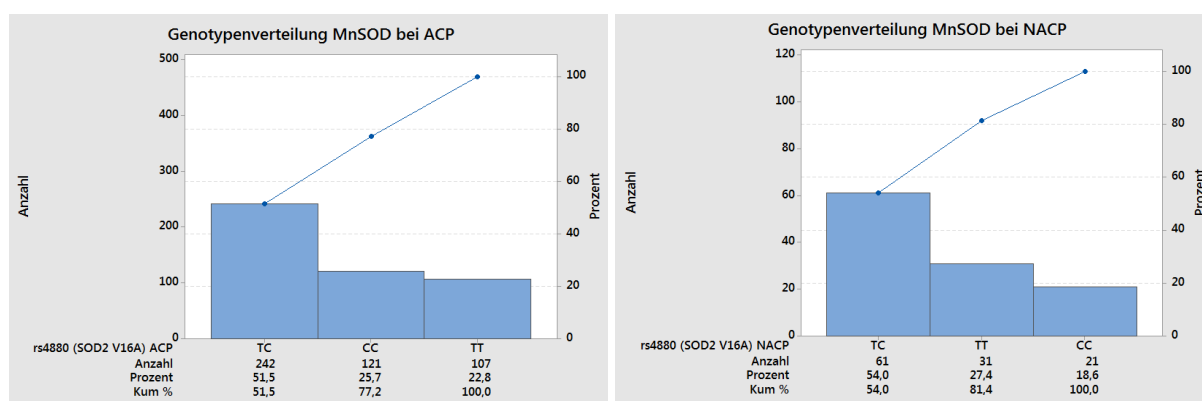 Genotypenverteilung MnSOD bei ACP
500
400
300
200
100
0
Anzahl
100
80
60
40
20
0
Prozent
rs4880 (SOD2 V16A) ACP TC CC TT
Anzahl 242 121 107
Prozent 51,5 25,7 22,8
Kum % 51,5 77,2 100,0
Genotypenverteilung MnSOD bei NACP
120
100
80
60
40
20
0
Anzahl
100
80
60
40
20
0
Prozent
rs4880 (SOD2 V16A) NACP TC TT CC
Anzahl 61 31 21
Prozent 54,0 27,4 18,6
Kum % 54,0 81,4 100,0